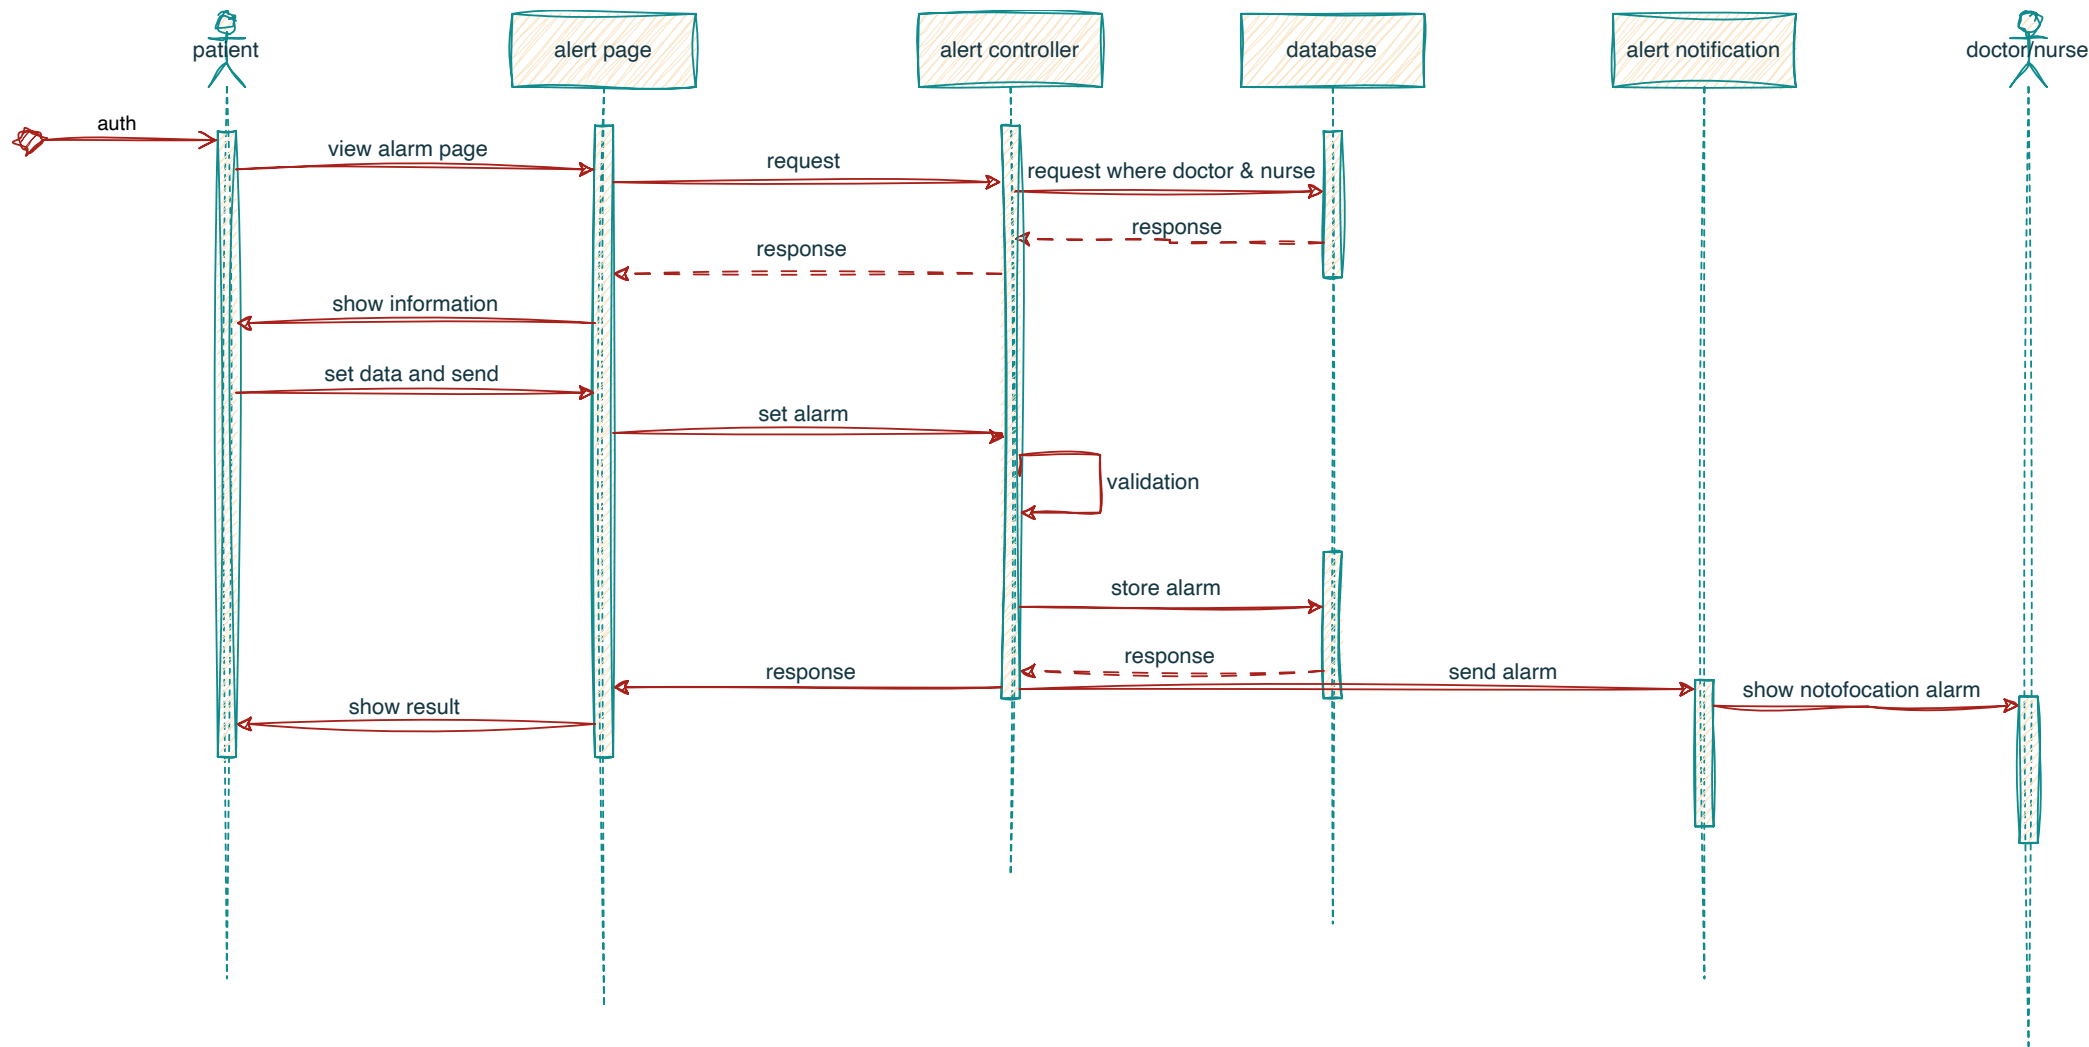 patient
alert page
alert controller
database
alert notification
doctor/nurse
auth
view alarm page
request
request where doctor & nurse
response
response
show information
set data and send
set alarm
validation
store alarm
response
response
send alarm
show notofocation alarm
show result